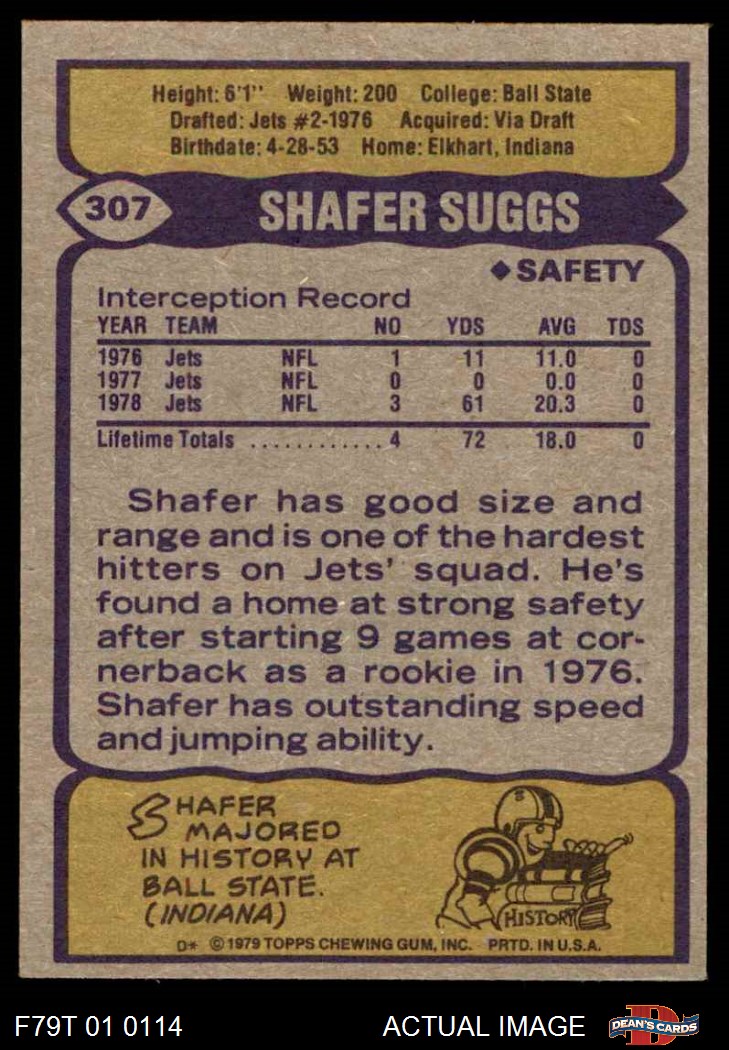 Height: 6'1" Weight: 200 College: Ball State
Drafted: Jets #2-1976 Acquired: Via Draft
Birthdate: 4-28-53 Home: Elkhart, Indiana
307 SHAFER SUGGS
◆SAFETY
Interception Record
YEAR TEAM NO YDS AVG TDS
1976 Jets NFL 1 11 11.0 0
1977 Jets NFL 0 0 0.0 0
1978 Jets NFL 3 61 20.3 0
Lifetime Totals ............ 4 72 18.0 0
Shafer has good size and
range and is one of the hardest
hitters on Jets' squad. He's
found a home at strong safety
after starting 9 games at cor-
nerback as a rookie in 1976.
Shafer has outstanding speed
and jumping ability.
SHAFER
MAJORED
IN HISTORY AT
BALL STATE.
(INDIANA)
HISTORY
D* © 1979 TOPPS CHEWING GUM, INC. PRTD. IN U.S.A.
F79T 01 0114 ACTUAL IMAGE D DEAN'S CARDS